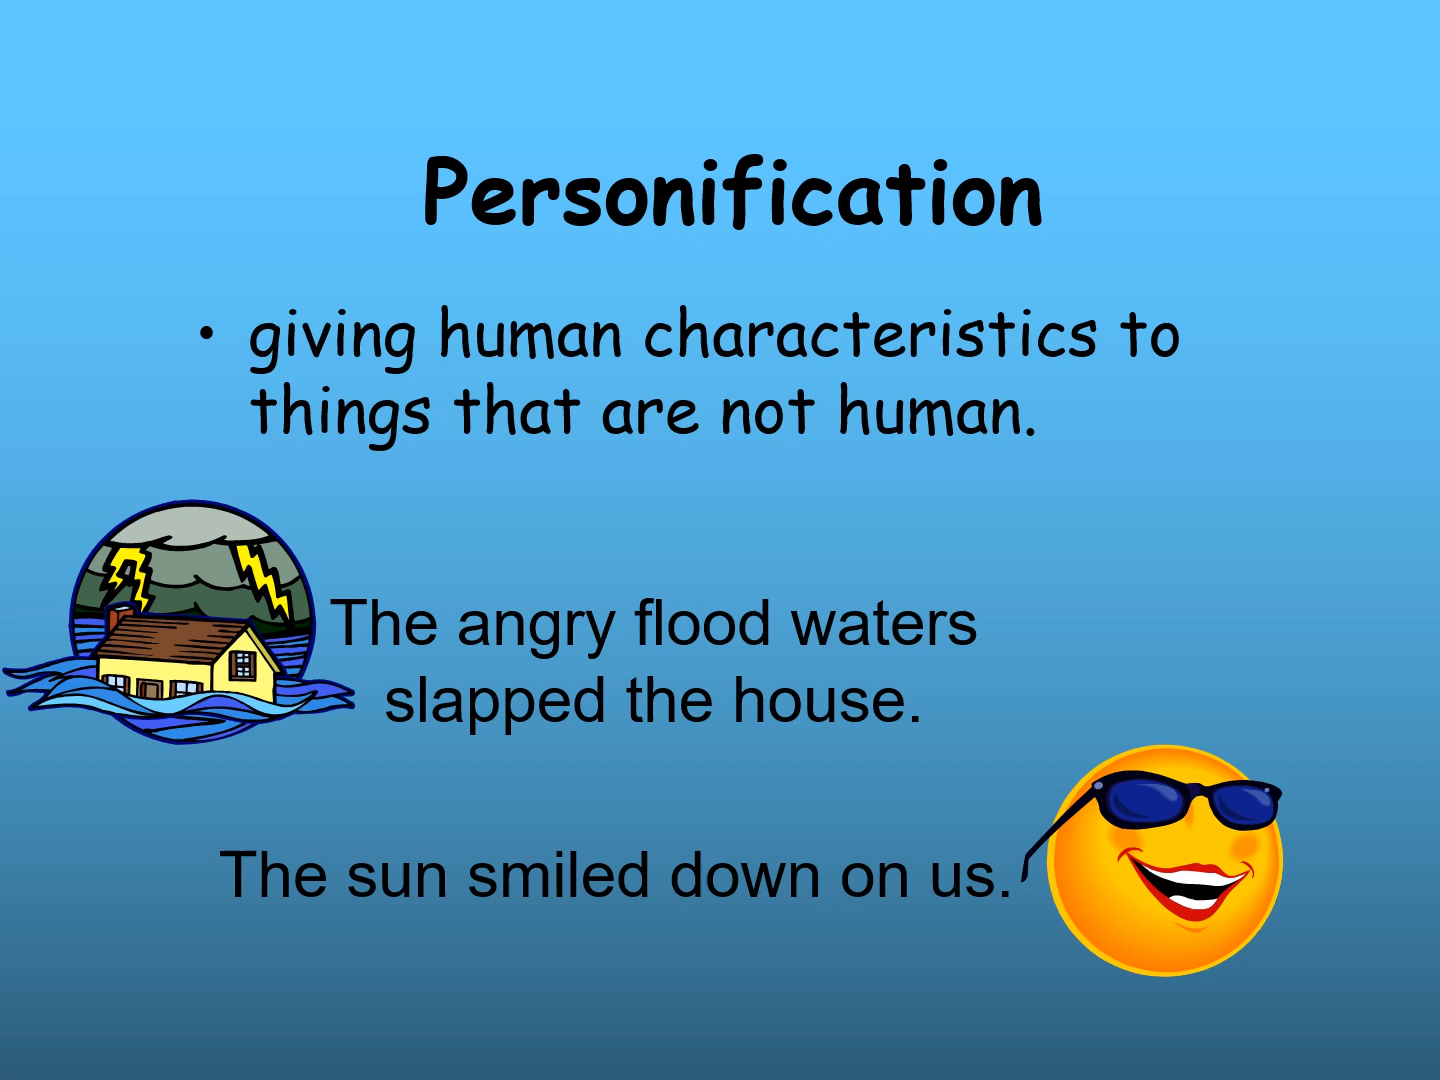 Personification
• giving human characteristics to
things that are not human.
The angry flood waters
slapped the house.
The sun smiled down on us.